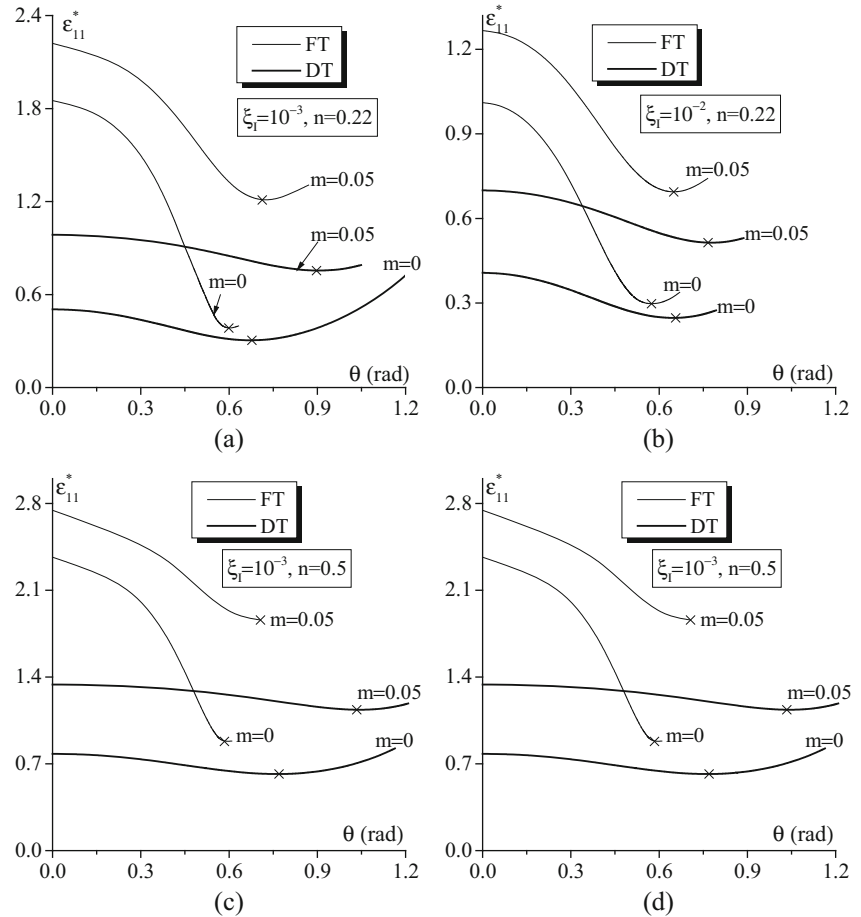 ε*11
FT
DT
ξI=10⁻³, n=0.22
m=0.05
m=0.05
m=0
m=0
2.4
1.8
1.2
0.6
0.0
0.0 0.3 0.6 0.9 1.2
θ (rad)
(a)
ε*11
FT
DT
ξI=10⁻², n=0.22
m=0.05
m=0.05
m=0
m=0
1.2
0.9
0.6
0.3
0.0
0.0 0.3 0.6 0.9 1.2
θ (rad)
(b)
ε*11
FT
DT
ξI=10⁻³, n=0.5
m=0.05
m=0.05
m=0
m=0
2.8
2.1
1.4
0.7
0.0
0.0 0.3 0.6 0.9 1.2
θ (rad)
(c)
ε*11
FT
DT
ξI=10⁻³, n=0.5
m=0.05
m=0.05
m=0
m=0
2.8
2.1
1.4
0.7
0.0
0.0 0.3 0.6 0.9 1.2
θ (rad)
(d)